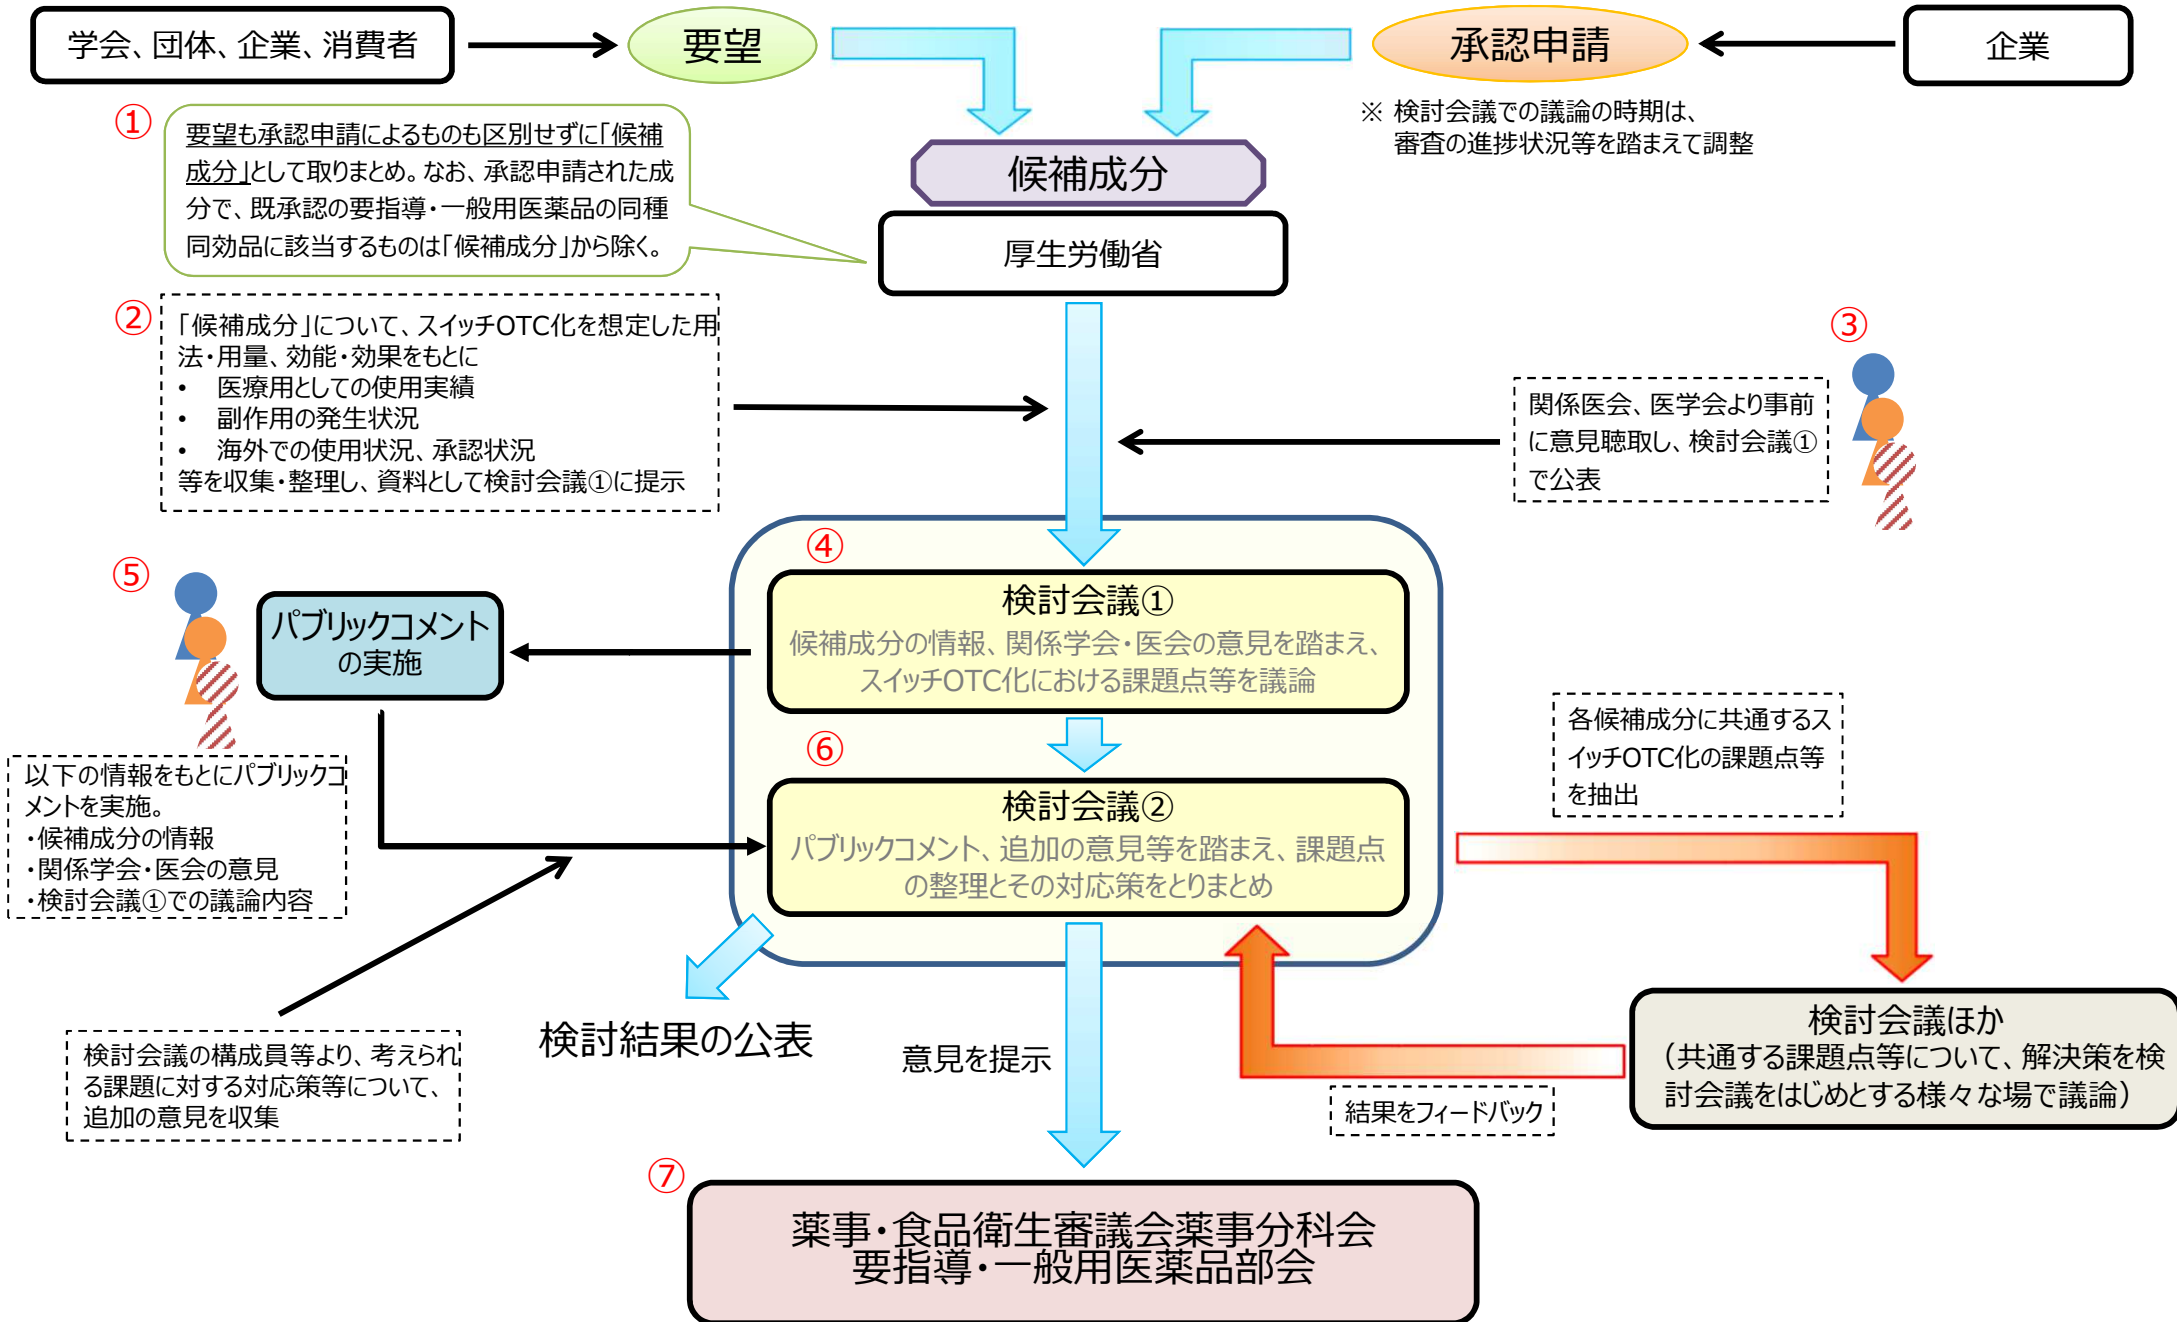 学会、団体、企業、消費者
要望
承認申請
企業
※ 検討会議での議論の時期は、
審査の進捗状況等を踏まえて調整
①
要望も承認申請によるものも区別せずに「候補
成分」として取りまとめ。なお、承認申請された成
分で、既承認の要指導・一般用医薬品の同種
同効品に該当するものは「候補成分」から除く。
候補成分
厚生労働省
②
「候補成分」について、スイッチOTC化を想定した用
法・用量、効能・効果をもとに
• 医療用としての使用実績
• 副作用の発生状況
• 海外での使用状況、承認状況
等を収集・整理し、資料として検討会議①に提示
③
関係医会、医学会より事前
に意見聴取し、検討会議①
で公表
④
検討会議①
候補成分の情報、関係学会・医会の意見を踏まえ、
スイッチOTC化における課題点等を議論
⑤
パブリックコメント
の実施
以下の情報をもとにパブリックコ
メントを実施。
・候補成分の情報
・関係学会・医会の意見
・検討会議①での議論内容
⑥
検討会議②
パブリックコメント、追加の意見等を踏まえ、課題点
の整理とその対応策をとりまとめ
各候補成分に共通するス
イッチOTC化の課題点等
を抽出
検討会議の構成員等より、考えられ
る課題に対する対応策等について、
追加の意見を収集
検討結果の公表
意見を提示
検討会議ほか
（共通する課題点等について、解決策を検
討会議をはじめとする様々な場で議論）
結果をフィードバック
⑦
薬事・食品衛生審議会薬事分科会
要指導・一般用医薬品部会